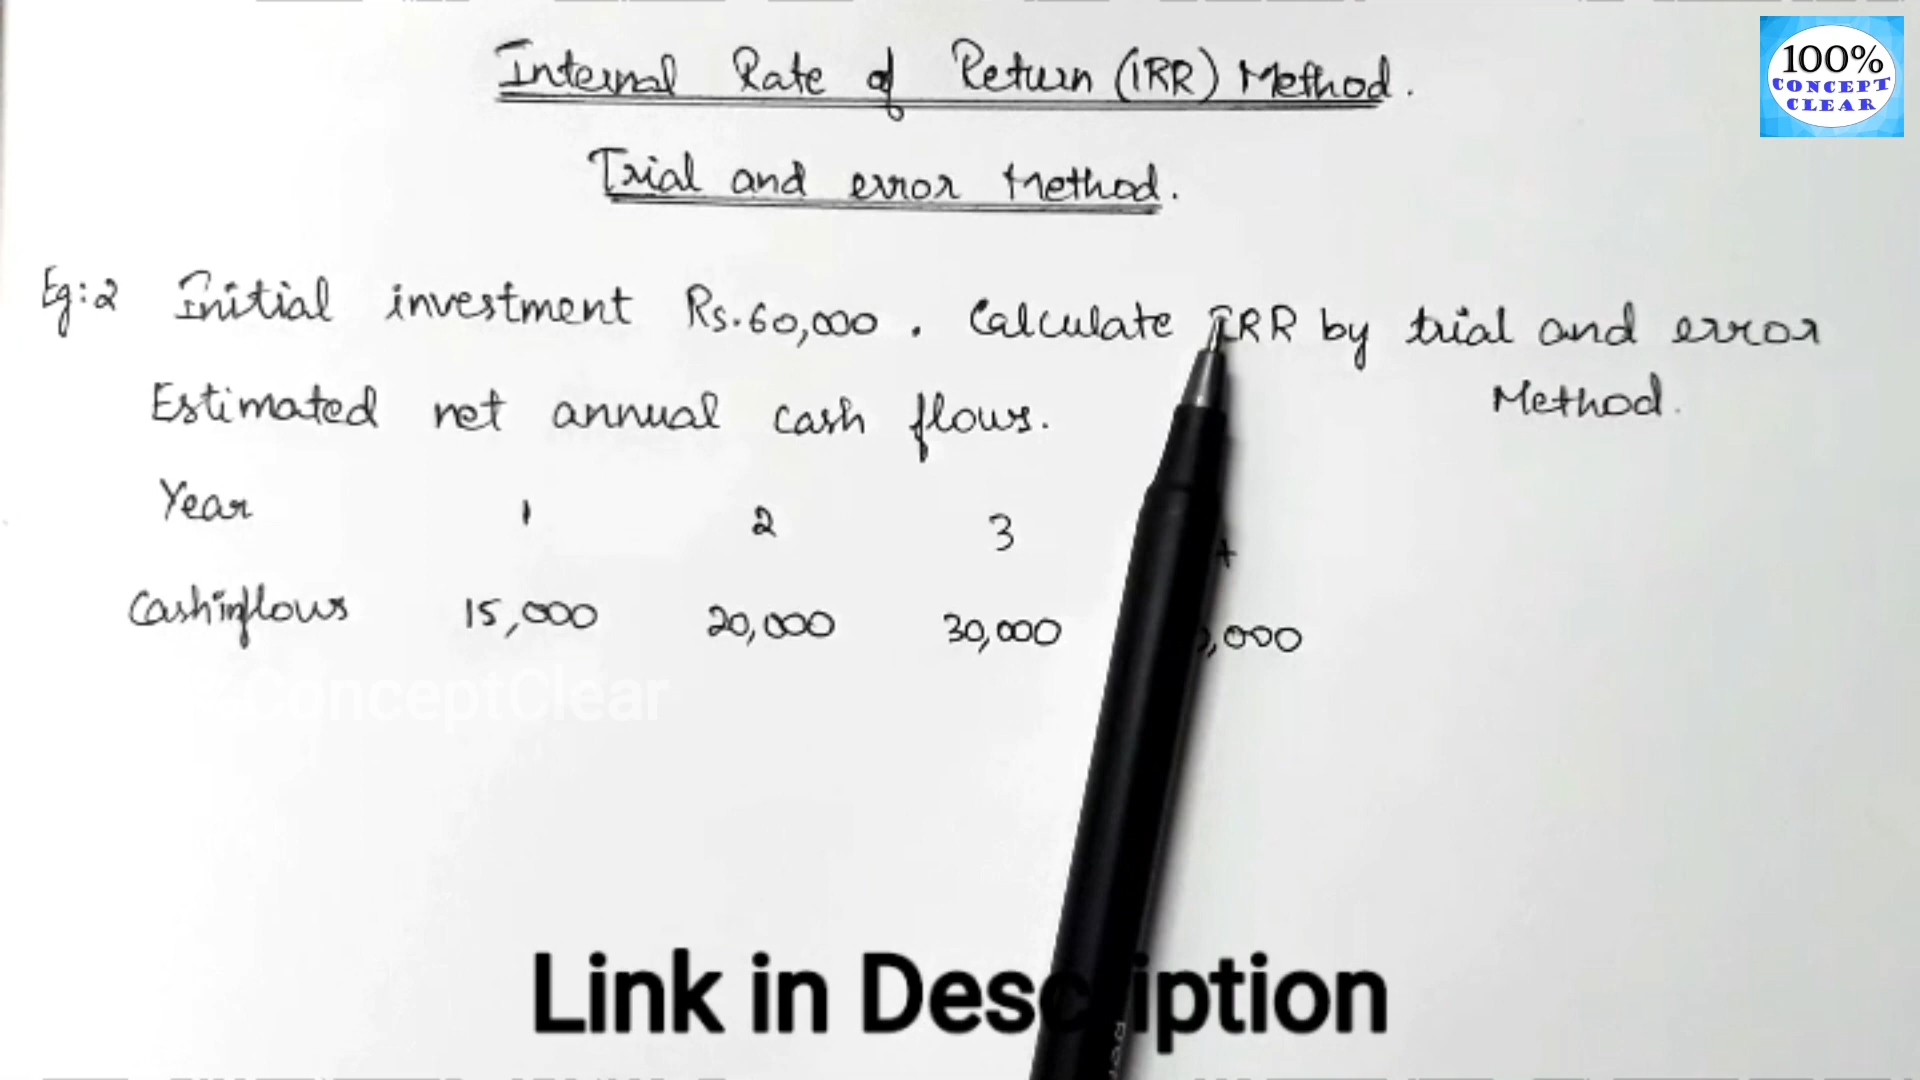 Internal Rate of Return (IRR) Method.
100%
CONCEPT
CLEAR
Trial and error Method.
Eg:2 Initial investment Rs.60,000. Calculate IRR by trial and error
Method.
Estimated net annual cash flows.
Year 1 2 3
Cashinflows 15,000 20,000 30,000 ,000
ConceptClear
Link in Description